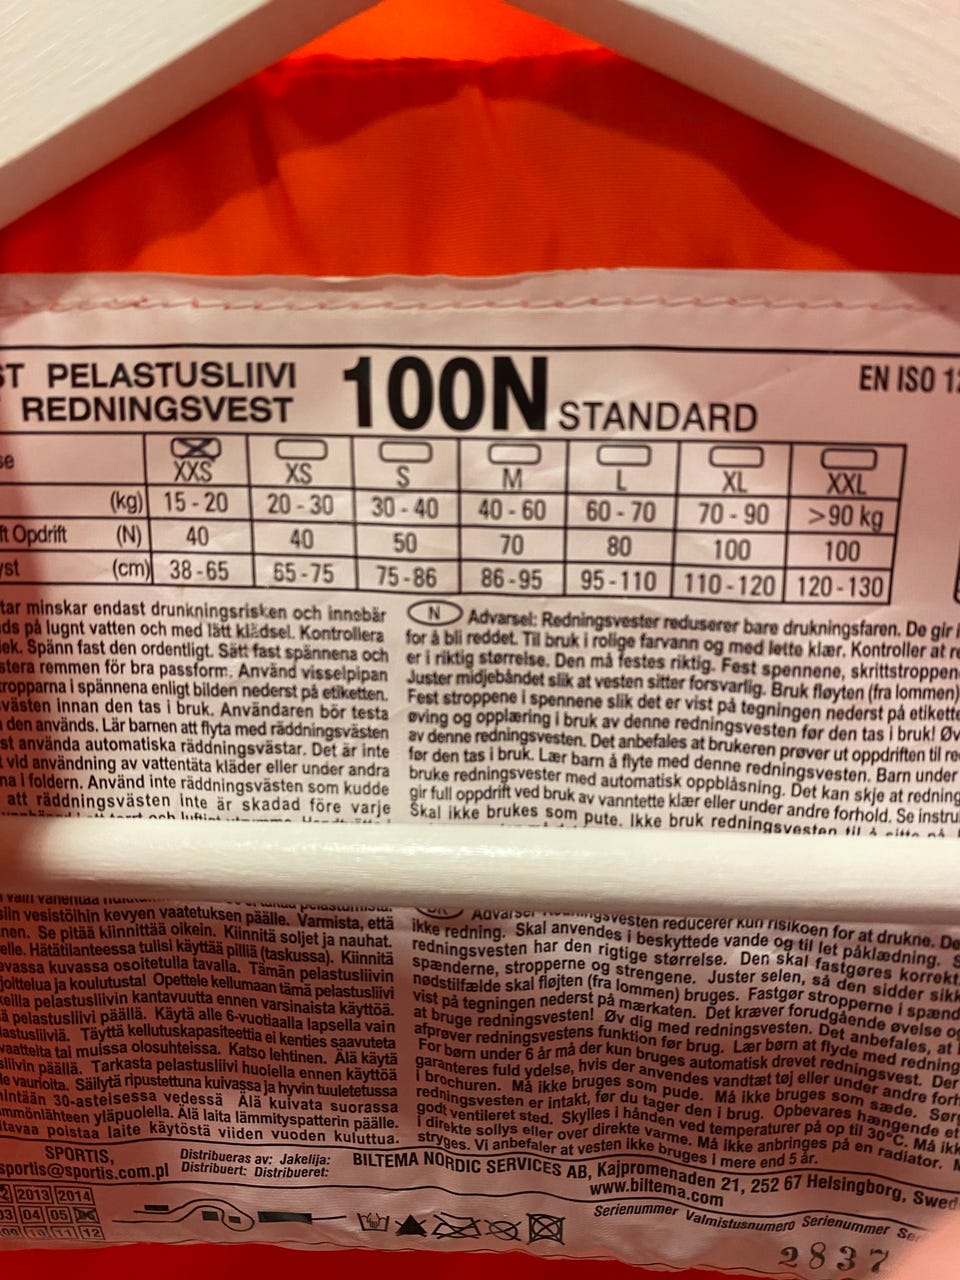 PELASTUSLIIVI 100N STANDARD EN ISO
REDNINGSVEST
XXS XS S M L XL XXL
(kg) 15 - 20 20 - 30 30 - 40 40 - 60 60 - 70 70 - 90 >90 kg
Opdrift (N) 40 40 50 70 80 100 100
(cm) 38-65 65-75 75-86 86-95 95-110 110-120 120-130
minskar endast drunkningsrisken och innebär
på lugnt vatten och med lätt klädsel. Kontrollera
Spänn fast den ordentligt. Sätt fast spännena och
remmen för bra passform. Använd visselpipan
i spännena enligt bilden nederst på etiketten.
innan den tas i bruk. Användaren bör testa
den används. Lär barnen att flyta med räddningsvästen
använda automatiska räddningsvästar. Det är inte
vid användning av vattentäta kläder eller under andra
i foldern. Använd inte räddningsvästen som kudde
att räddningsvästen inte är skadad före varje
N Advarsel: Redningsvester reduserer bare drukningsfaren. De gir
for å bli reddet. Til bruk i rolige farvann og med lette klær. Kontroller at
er i riktig størrelse. Den må festes riktig. Fest spennene, skrittstroppen
Juster midjebåndet slik at vesten sitter forsvarlig. Bruk fløyten (fra lommen)
Fest stroppene i spennene slik det er vist på tegningen nederst på
øving og opplæring i bruk av denne redningsvesten før den tas i bruk!
av denne redningsvesten. Det anbefales at brukeren prøver ut oppdriften til
før den tas i bruk. Lær barn å flyte med denne redningsvesten. Barn under
bruke redningsvester med automatisk oppblåsning. Det kan skje at
gir full oppdrift ved bruk av vanntette klær eller under andre forhold. Se
Skal ikke brukes som pute. Ikke bruk redningsvesten til å sitte på.
vesistöihin kevyen vaatetuksen päälle. Varmista, että
Se pitää kiinnittää oikein. Kiinnitä soljet ja nauhat.
Hätätilanteessa tulisi käyttää pilliä (taskussa). Kiinnitä
kuvassa osoitetulla tavalla. Tämän pelastusliivin
ja koulutusta! Opettele kellumaan tämä pelastusliivi
pelastusliivin kantavuutta ennen varsinaista käyttöä.
pelastusliivi päällä. Käytä alle 6-vuotiaalla lapsella vain
Täyttä kellutuskapasiteettia ei kenties saavuteta
tai muissa olosuhteissa. Katso lehtinen. Älä käytä
päällä. Tarkasta pelastusliivi huolella ennen käyttöä
vaurioita. Säilytä ripustettuna kuivassa ja hyvin tuuletetussa
30-asteisessa vedessä Älä kuivata suorassa
yläpuolella. Älä laita lämmityspatterin päälle.
poistaa laite käytöstä viiden vuoden kuluttua.
reducerer kun risikoen for at drukne.
ikke redning. Skal anvendes i beskyttede vande og til let påklædning.
redningsvesten har den rigtige størrelse. Den skal fastgøres korrekt.
spænderne, stropperne og strengene. Juster selen, så den sidder
nødstilfælde skal fløjten (fra lommen) bruges. Fastgør stropperne i
vist på tegningen nederst på mærkaten. Det kræver forudgående øvelse
at bruge redningsvesten! Øv dig med redningsvesten. Det anbefales, at
afprøver redningsvestens funktion før brug. Lær børn at flyde med
For børn under 6 år må der kun bruges automatisk drevet redningsvest. Der
garanteres fuld ydelse, hvis der anvendes vandtæt tøj eller under andre
i brochuren. Må ikke bruges som pude. Må ikke bruges som sæde.
redningsvesten er intakt, før du tager den i brug. Opbevares hængende
godt ventileret sted. Skylles i hånden ved temperaturer på op til 30°C. Må
i direkte sollys eller over direkte varme. Må ikke anbringes på en radiator.
stryges. Vi anbefaler at vesten ikke bruges i mere end 5 år.
SPORTIS,
sportis@sportis.com.pl
Distribueras av: Jakelija:
Distribuert: Distribueret:
BILTEMA NORDIC SERVICES AB, Kajpromenaden 21, 252 67 Helsingborg,
www.biltema.com
2013 2014
04 05
10 11 12
Serienummer Valmistusnumero Serienummer
2837